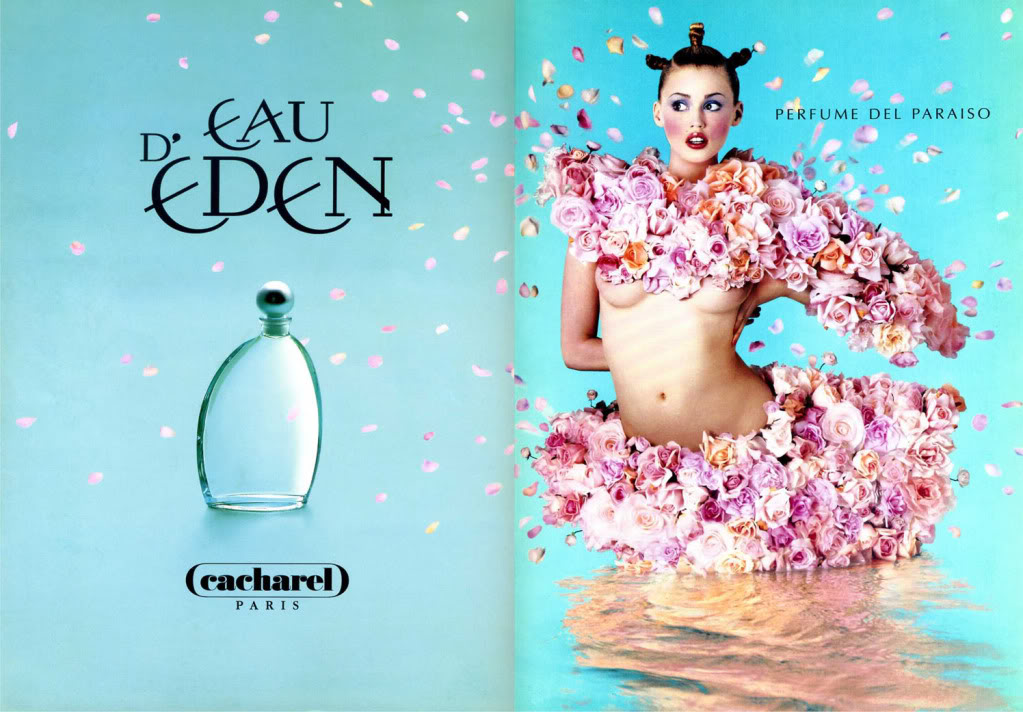 EAU
D'EDEN
cacharel
PARIS
PERFUME DEL PARAISO